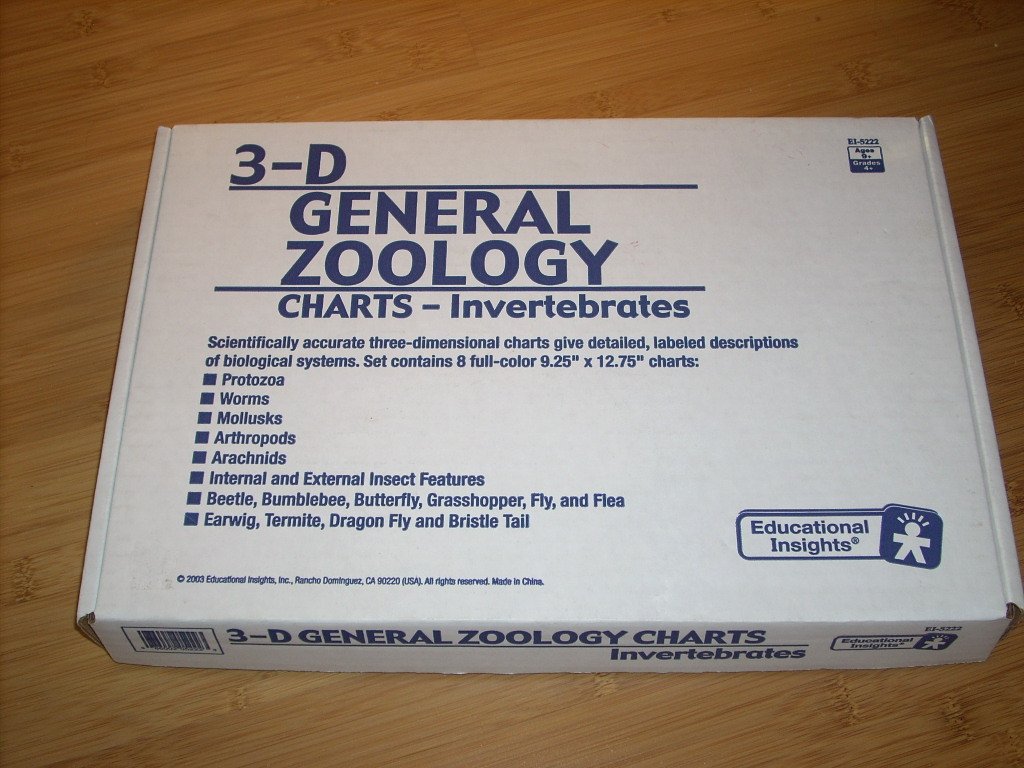 3-D
GENERAL
ZOOLOGY
CHARTS - Invertebrates
EI-5222
Ages
9+
Grades
4+
Scientifically accurate three-dimensional charts give detailed, labeled descriptions
of biological systems. Set contains 8 full-color 9.25" x 12.75" charts:
Protozoa
Worms
Mollusks
Arthropods
Arachnids
Internal and External Insect Features
Beetle, Bumblebee, Butterfly, Grasshopper, Fly, and Flea
Earwig, Termite, Dragon Fly and Bristle Tail
Educational
Insights®
© 2003 Educational Insights, Inc., Rancho Dominguez, CA 90220 (USA). All rights reserved. Made in China.
3-D GENERAL ZOOLOGY CHARTS
Invertebrates
EI-5222
Educational
Insights®